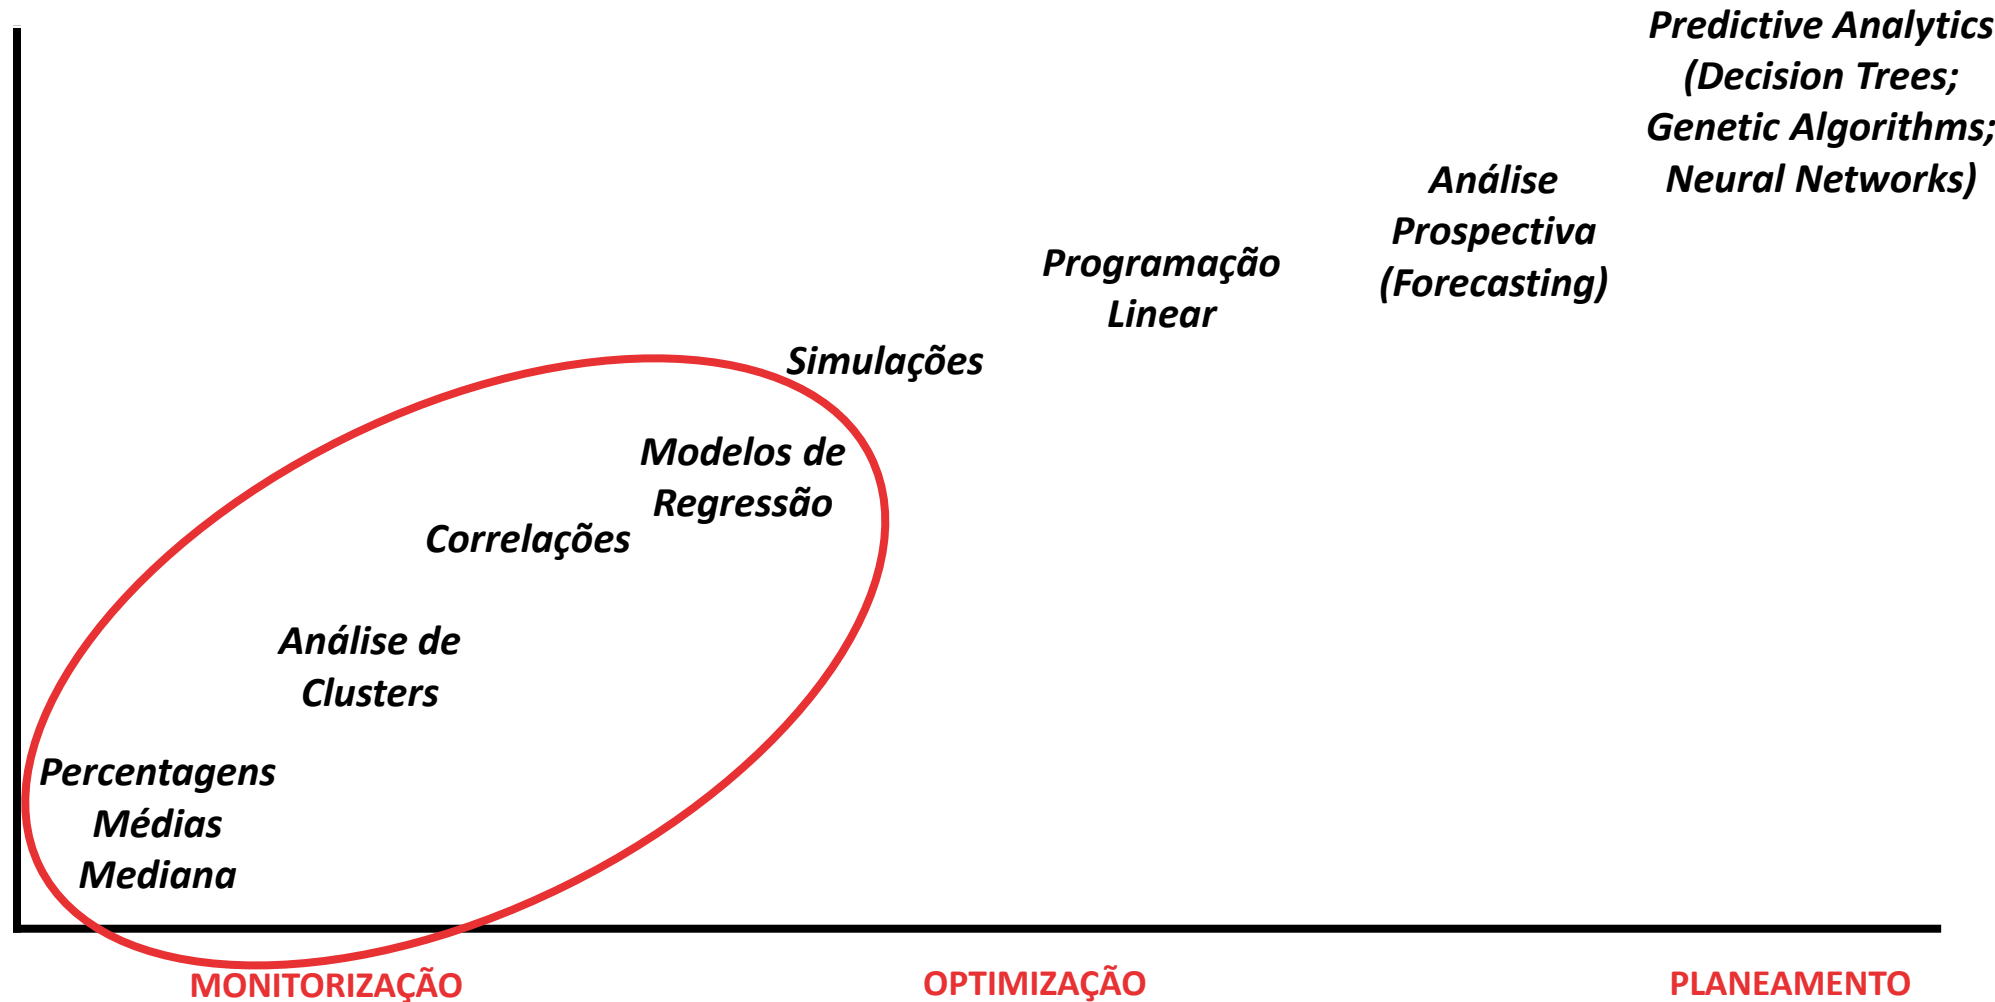 Predictive Analytics
(Decision Trees;
Genetic Algorithms;
Neural Networks)
Análise
Prospectiva
(Forecasting)
Programação
Linear
Simulações
Modelos de
Regressão
Correlações
Análise de
Clusters
Percentagens
Médias
Mediana
MONITORIZAÇÃO
OPTIMIZAÇÃO
PLANEAMENTO